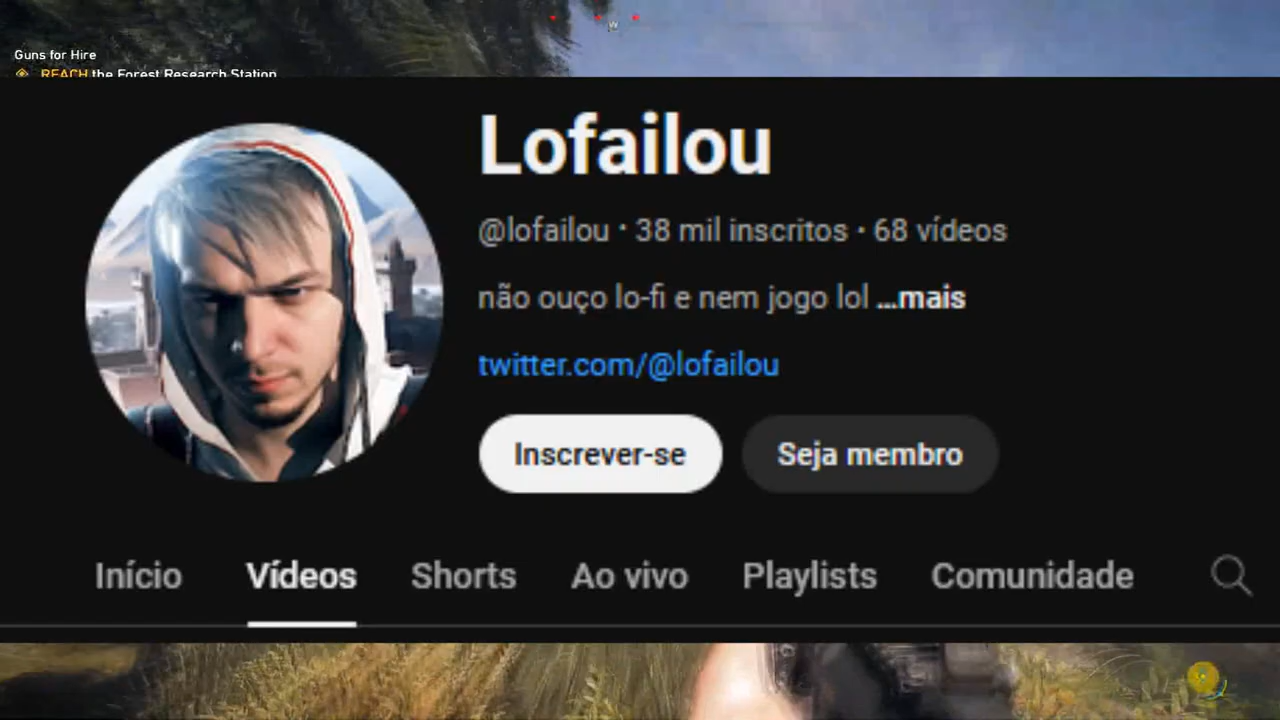 W
Guns for Hire
REACH the Forest Research Station
Lofailou
@lofailou · 38 mil inscritos · 68 vídeos
não ouço lo-fi e nem jogo lol ...mais
twitter.com/@lofailou
Inscrever-se Seja membro
Início Vídeos Shorts Ao vivo Playlists Comunidade